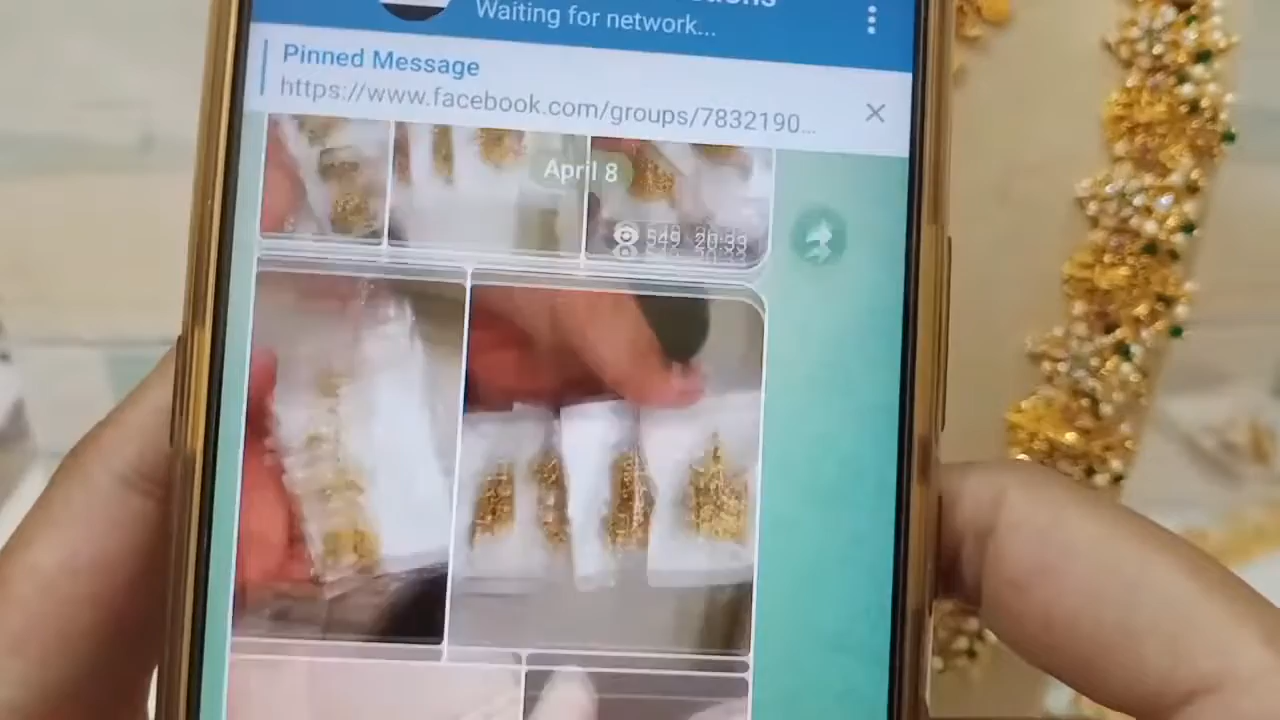 Waiting for network...
Pinned Message
https://www.facebook.com/groups/7832190...
April 8
549 20:33